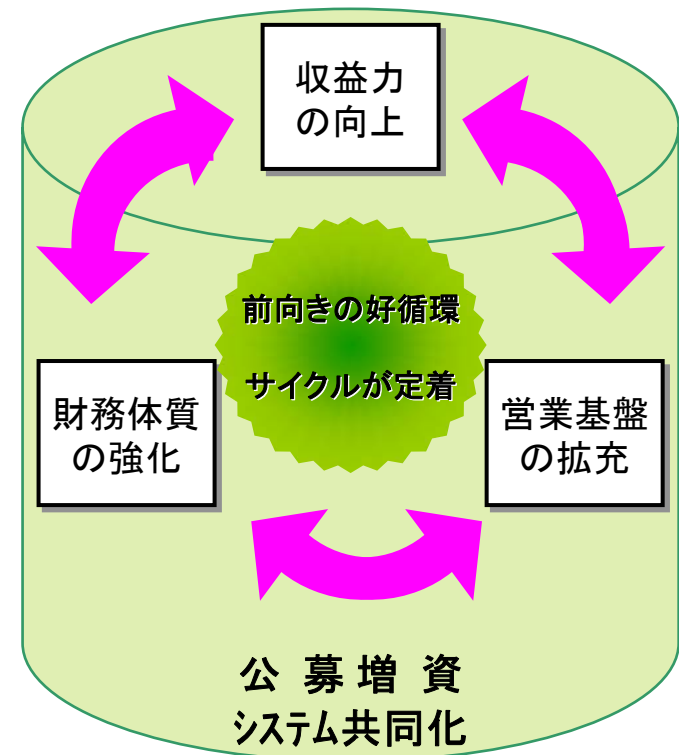 収益力
の向上
前向きの好循環
サイクルが定着
財務体質
の強化
営業基盤
の拡充
公募増資
システム共同化